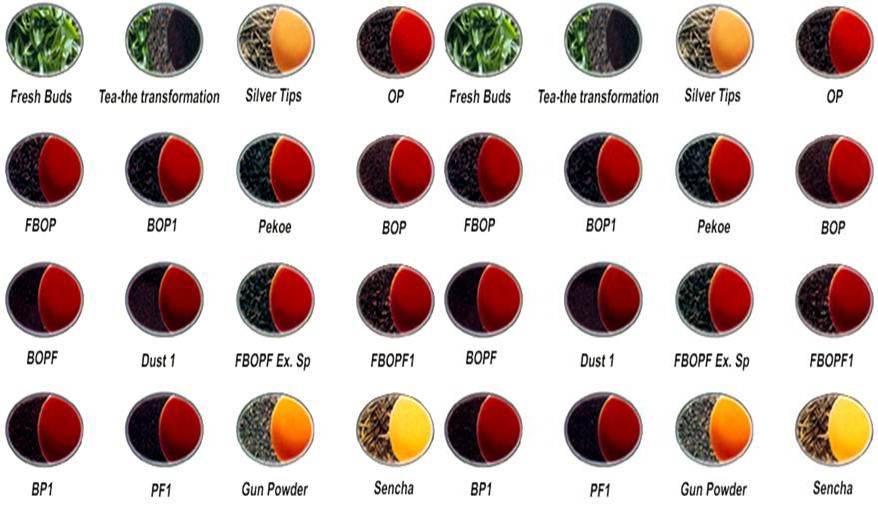 Fresh Buds Tea-the transformation Silver Tips OP Fresh Buds Tea-the transformation Silver Tips OP
FBOP BOP1 Pekoe BOP FBOP BOP1 Pekoe BOP
BOPF Dust 1 FBOPF Ex. Sp FBOPF1 BOPF Dust 1 FBOPF Ex. Sp FBOPF1
BP1 PF1 Gun Powder Sencha BP1 PF1 Gun Powder Sencha